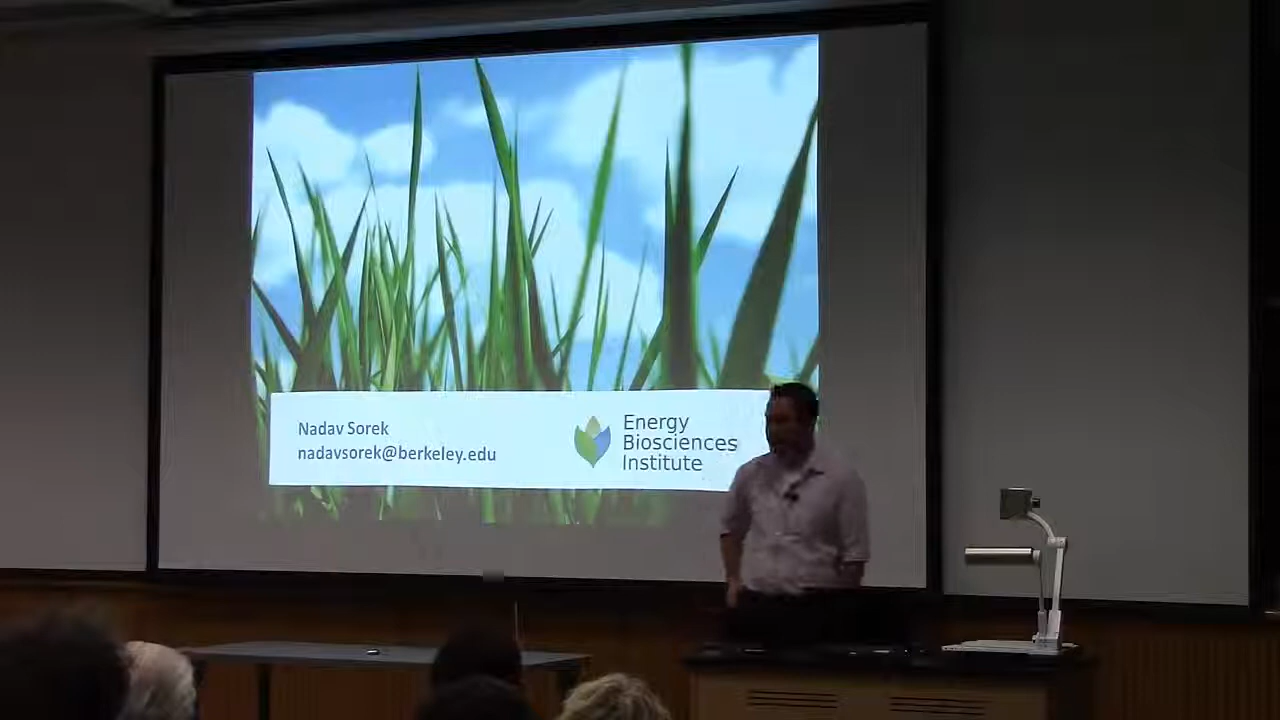 Nadav Sorek
nadavsorek@berkeley.edu
Energy
Biosciences
Institute